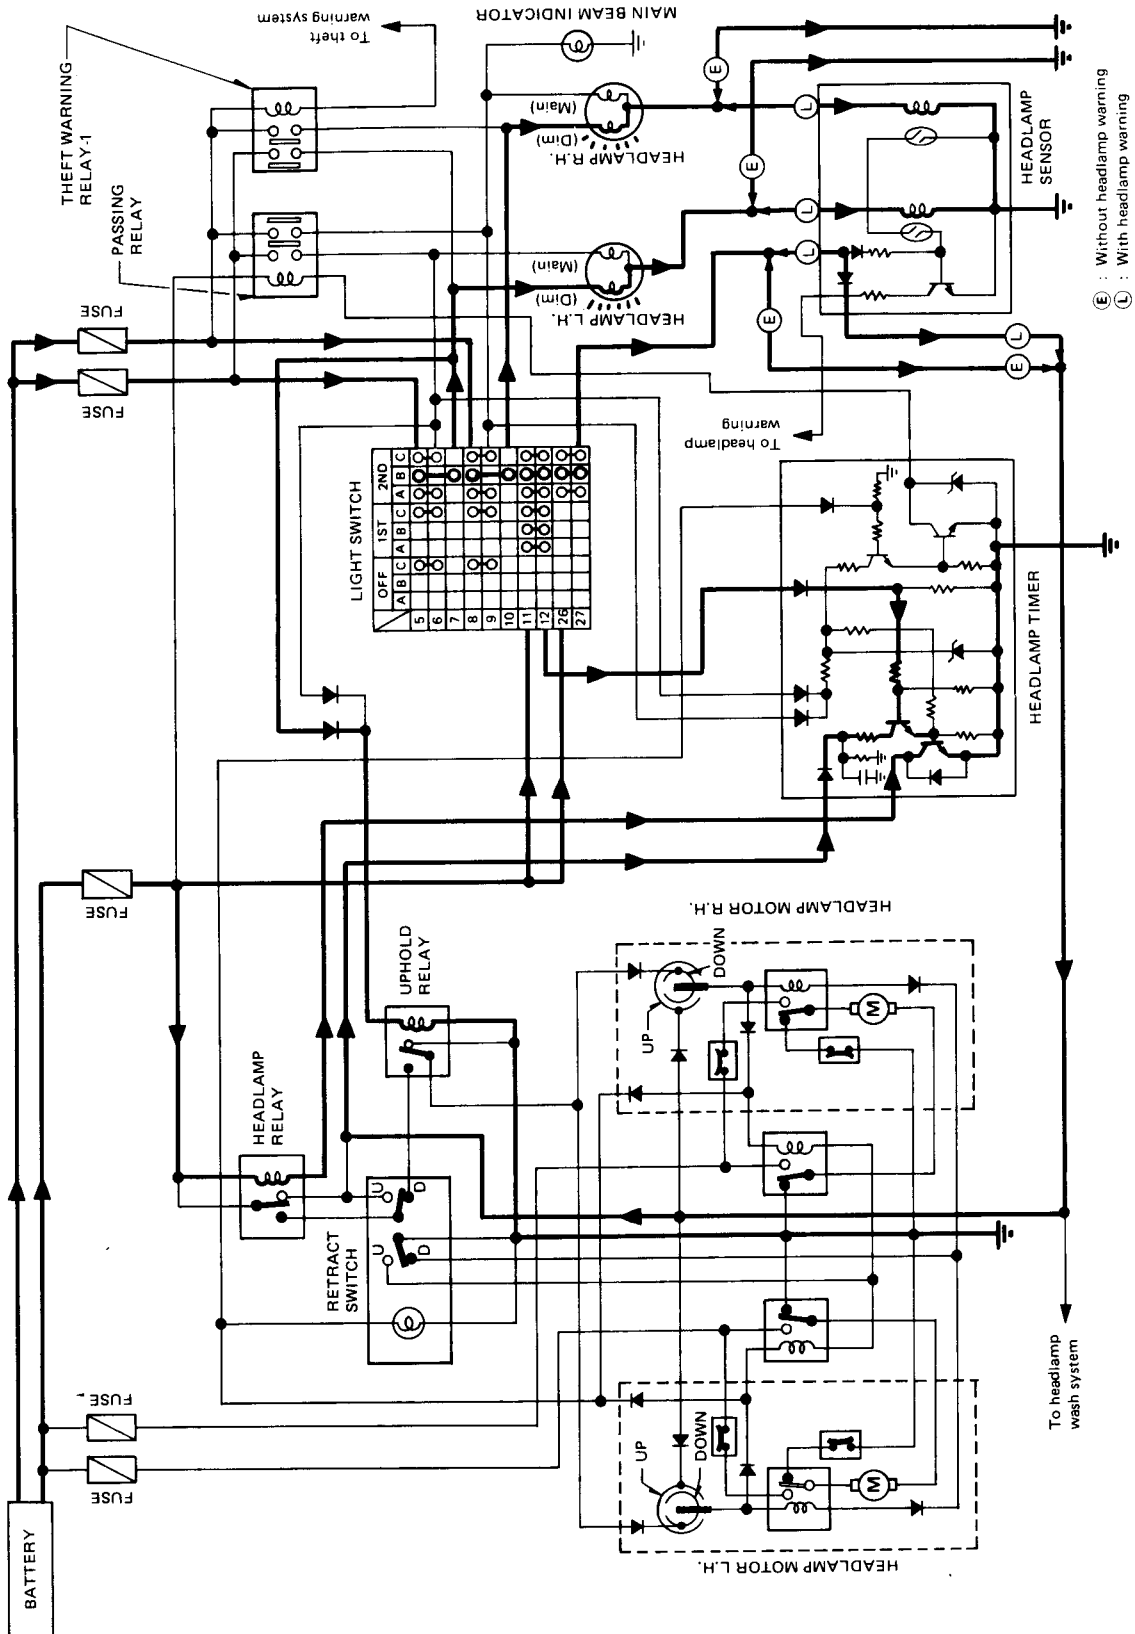 BATTERY
FUSE
FUSE
FUSE
FUSE
FUSE
THEFT WARNING
RELAY-1
PASSING
RELAY
To theft
warning system
MAIN BEAM INDICATOR
(Main)
(Dim)
HEADLAMP R.H.
(Main)
(Dim)
HEADLAMP L.H.
E
E
L
L
L
E
L
E
HEADLAMP
SENSOR
E : Without headlamp warning
L : With headlamp warning
To headlamp
warning
LIGHT SWITCH
OFF 1ST 2ND
A B C A B C A B C
5
6
7
8
9
10
11
12
26
27
HEADLAMP TIMER
HEADLAMP
RELAY
UPHOLD
RELAY
RETRACT
SWITCH
U
D
U
D
HEADLAMP MOTOR R.H.
UP
DOWN
M
HEADLAMP MOTOR L.H.
UP
DOWN
M
To headlamp
wash system